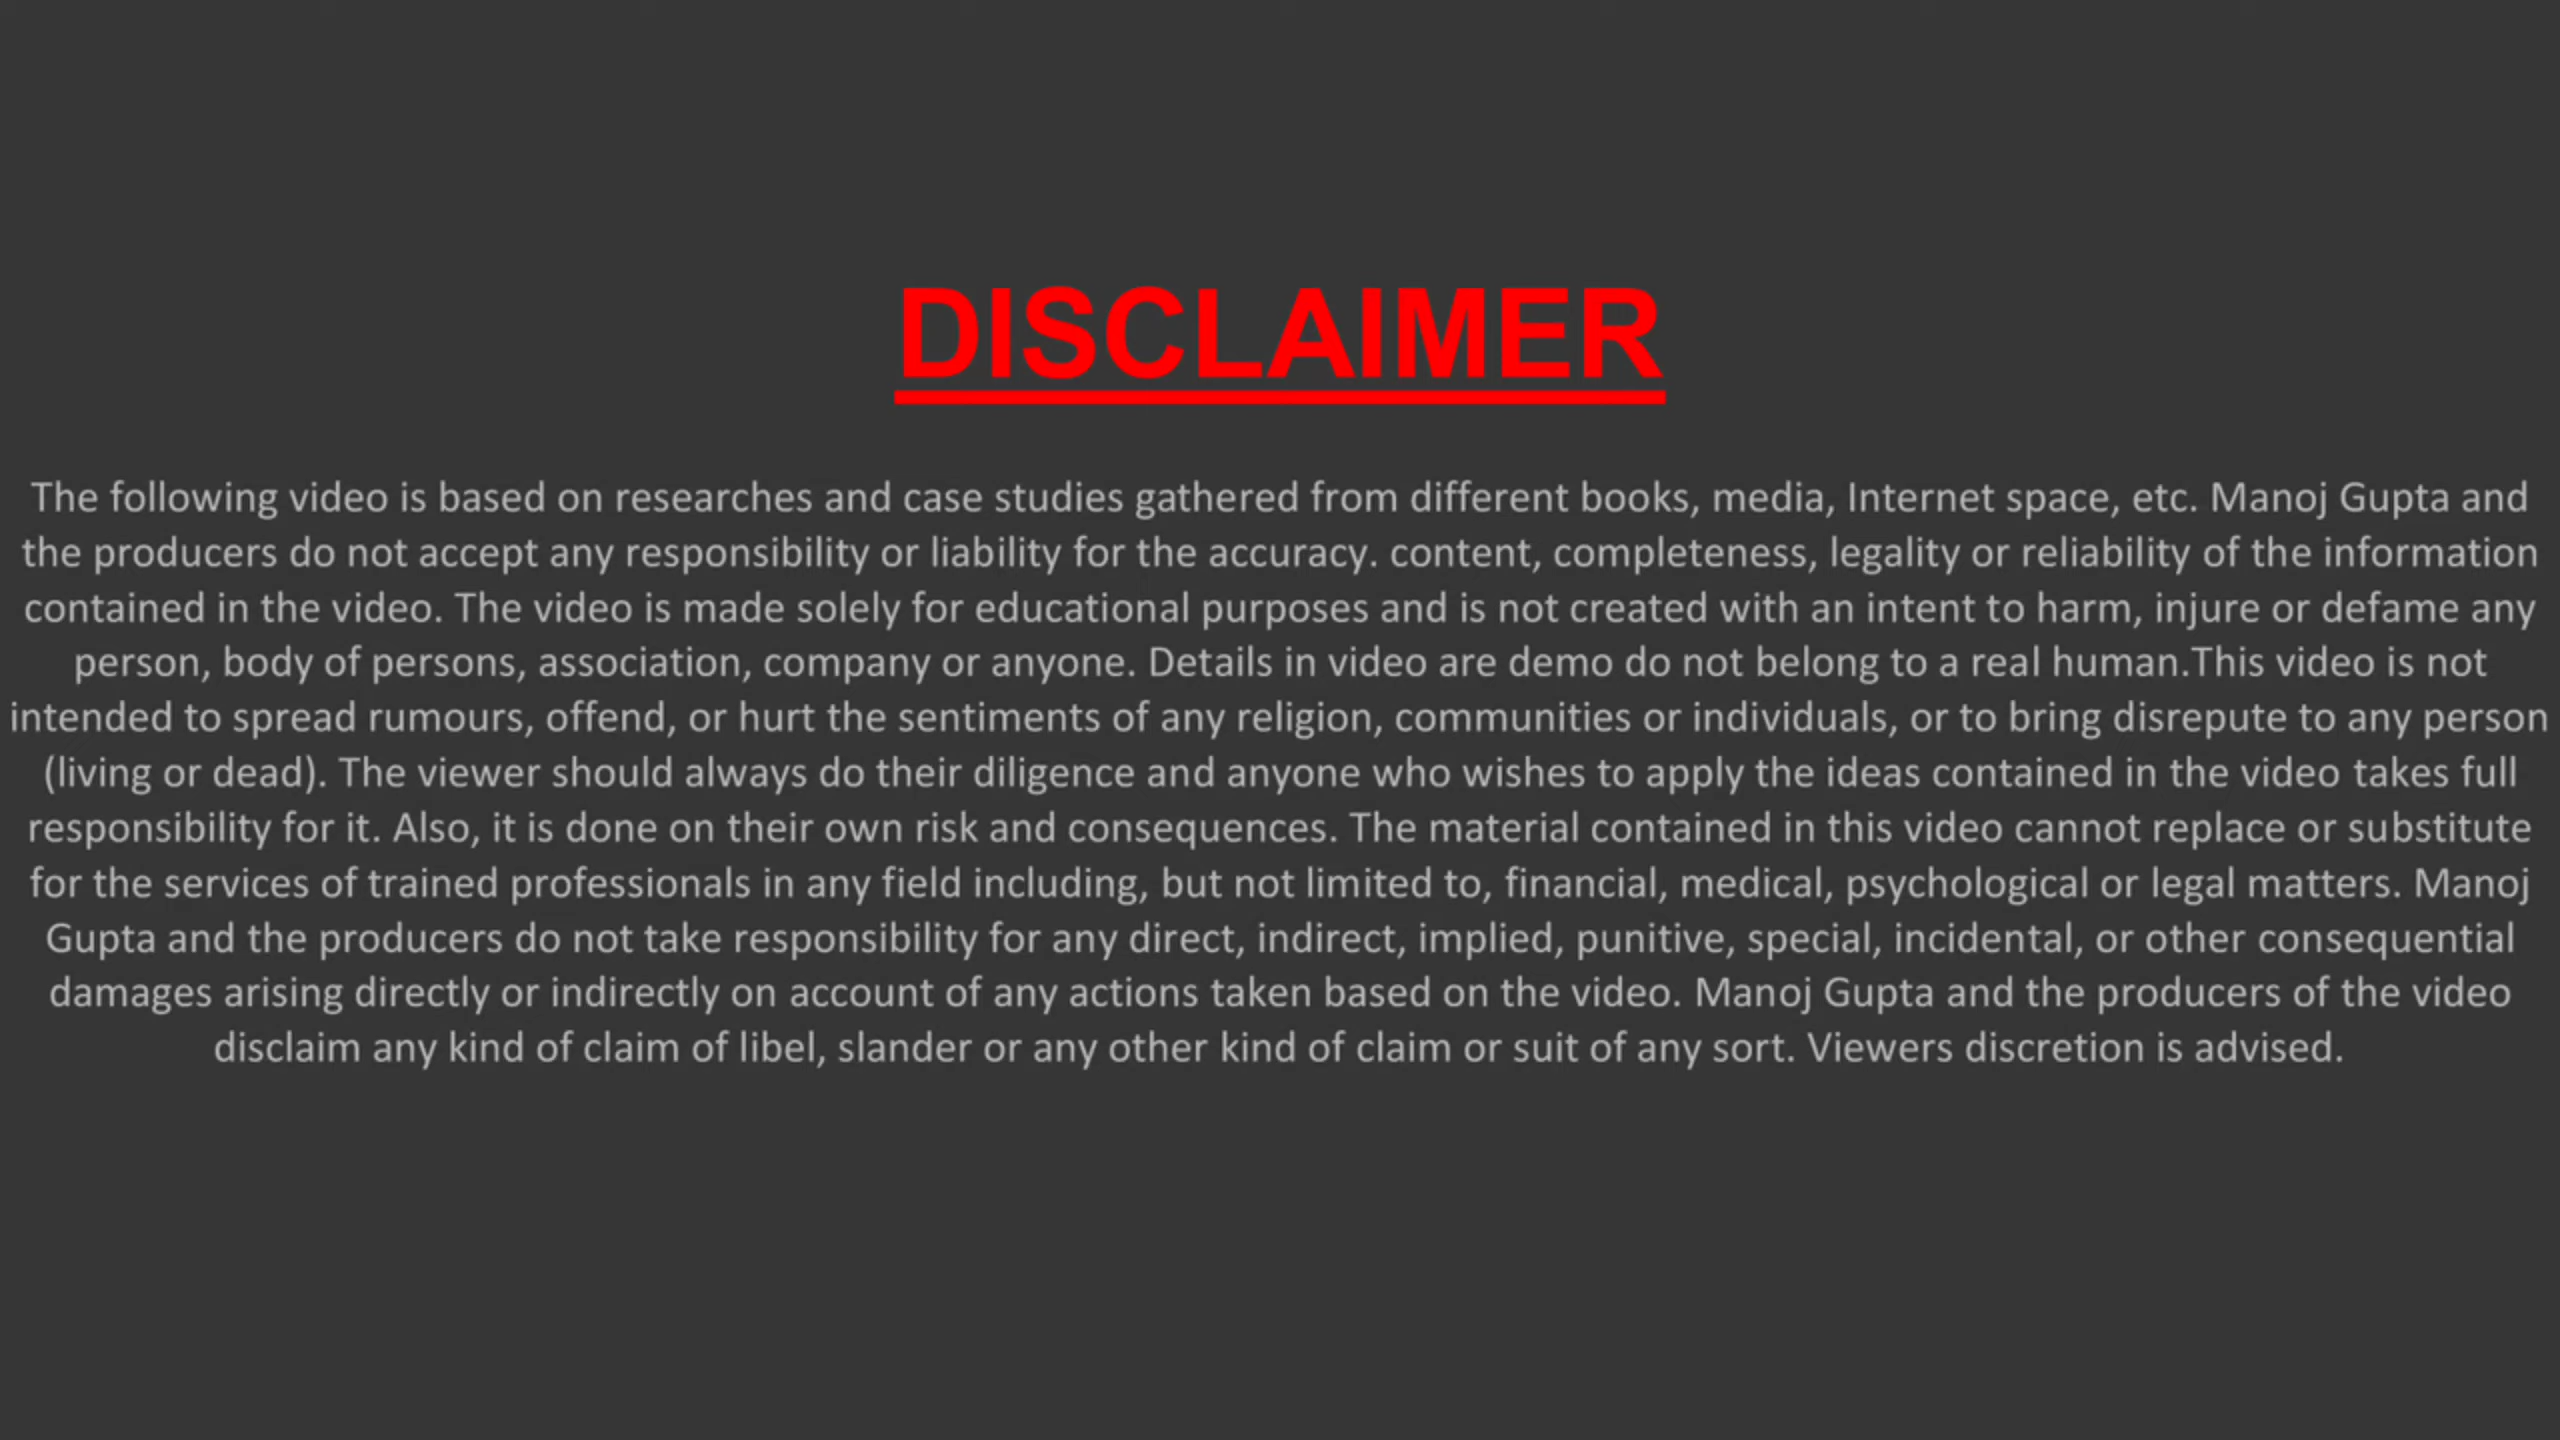 DISCLAIMER
The following video is based on researches and case studies gathered from different books, media, Internet space, etc. Manoj Gupta and
the producers do not accept any responsibility or liability for the accuracy. content, completeness, legality or reliability of the information
contained in the video. The video is made solely for educational purposes and is not created with an intent to harm, injure or defame any
person, body of persons, association, company or anyone. Details in video are demo do not belong to a real human.This video is not
intended to spread rumours, offend, or hurt the sentiments of any religion, communities or individuals, or to bring disrepute to any person
(living or dead). The viewer should always do their diligence and anyone who wishes to apply the ideas contained in the video takes full
responsibility for it. Also, it is done on their own risk and consequences. The material contained in this video cannot replace or substitute
for the services of trained professionals in any field including, but not limited to, financial, medical, psychological or legal matters. Manoj
Gupta and the producers do not take responsibility for any direct, indirect, implied, punitive, special, incidental, or other consequential
damages arising directly or indirectly on account of any actions taken based on the video. Manoj Gupta and the producers of the video
disclaim any kind of claim of libel, slander or any other kind of claim or suit of any sort. Viewers discretion is advised.